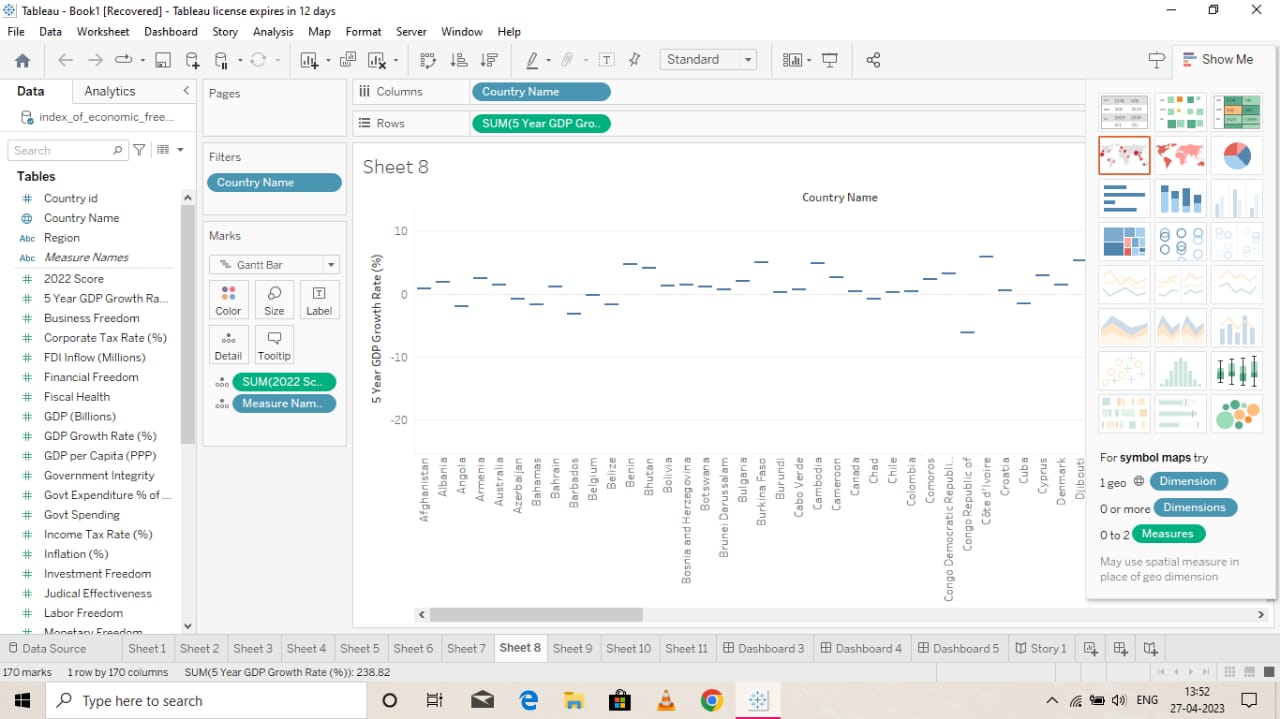 Tableau - Book1 [Recovered] - Tableau license expires in 12 days
File Data Worksheet Dashboard Story Analysis Map Format Server Window Help
Standard
Show Me
Data Analytics
index_of_economic_free...
Search
Tables
Country id
Country Name
Abc Region
Abc Measure Names
2022 Score
5 Year GDP Growth Ra...
Business Freedom
Corporate Tax Rate (%)
FDI Inflow (Millions)
Financial Freedom
Fiscal Health
GDP (Billions)
GDP Growth Rate (%)
GDP per Capita (PPP)
Government Integrity
Govt Expenditure % of ...
Govt Spending
Income Tax Rate (%)
Inflation (%)
Investment Freedom
Judicial Effectiveness
Labor Freedom
Monetary Freedom
Pages
Filters
Country Name
Marks
Gantt Bar
Color Size Label
Detail Tooltip
SUM(2022 Sc..
Measure Nam..
Columns Country Name
Rows SUM(5 Year GDP Gro..
Sheet 8
Country Name
5 Year GDP Growth Rate (%)
10
0
-10
-20
Afghanistan
Albania
Angola
Armenia
Australia
Azerbaijan
Bahamas
Bahrain
Barbados
Belgium
Belize
Benin
Bhutan
Bolivia
Bosnia and Herzegovina
Botswana
Brunei Darussalam
Bulgaria
Burkina Faso
Burundi
Cabo Verde
Cambodia
Cameroon
Canada
Chad
Chile
Colombia
Comoros
Congo Democratic Republi..
Congo Republic of
Côte d'Ivoire
Croatia
Cuba
Cyprus
Denmark
Djibouti
For symbol maps try
1 geo Dimension
0 or more Dimensions
0 to 2 Measures
May use spatial measure in
place of geo dimension
Data Source Sheet 1 Sheet 2 Sheet 3 Sheet 4 Sheet 5 Sheet 6 Sheet 7 Sheet 8 Sheet 9 Sheet 10 Sheet 11 Dashboard 3 Dashboard 4 Dashboard 5 Story 1
170 marks 1 row by 170 columns SUM(5 Year GDP Growth Rate (%)): 238.82
Type here to search
ENG
13:52
27-04-2023